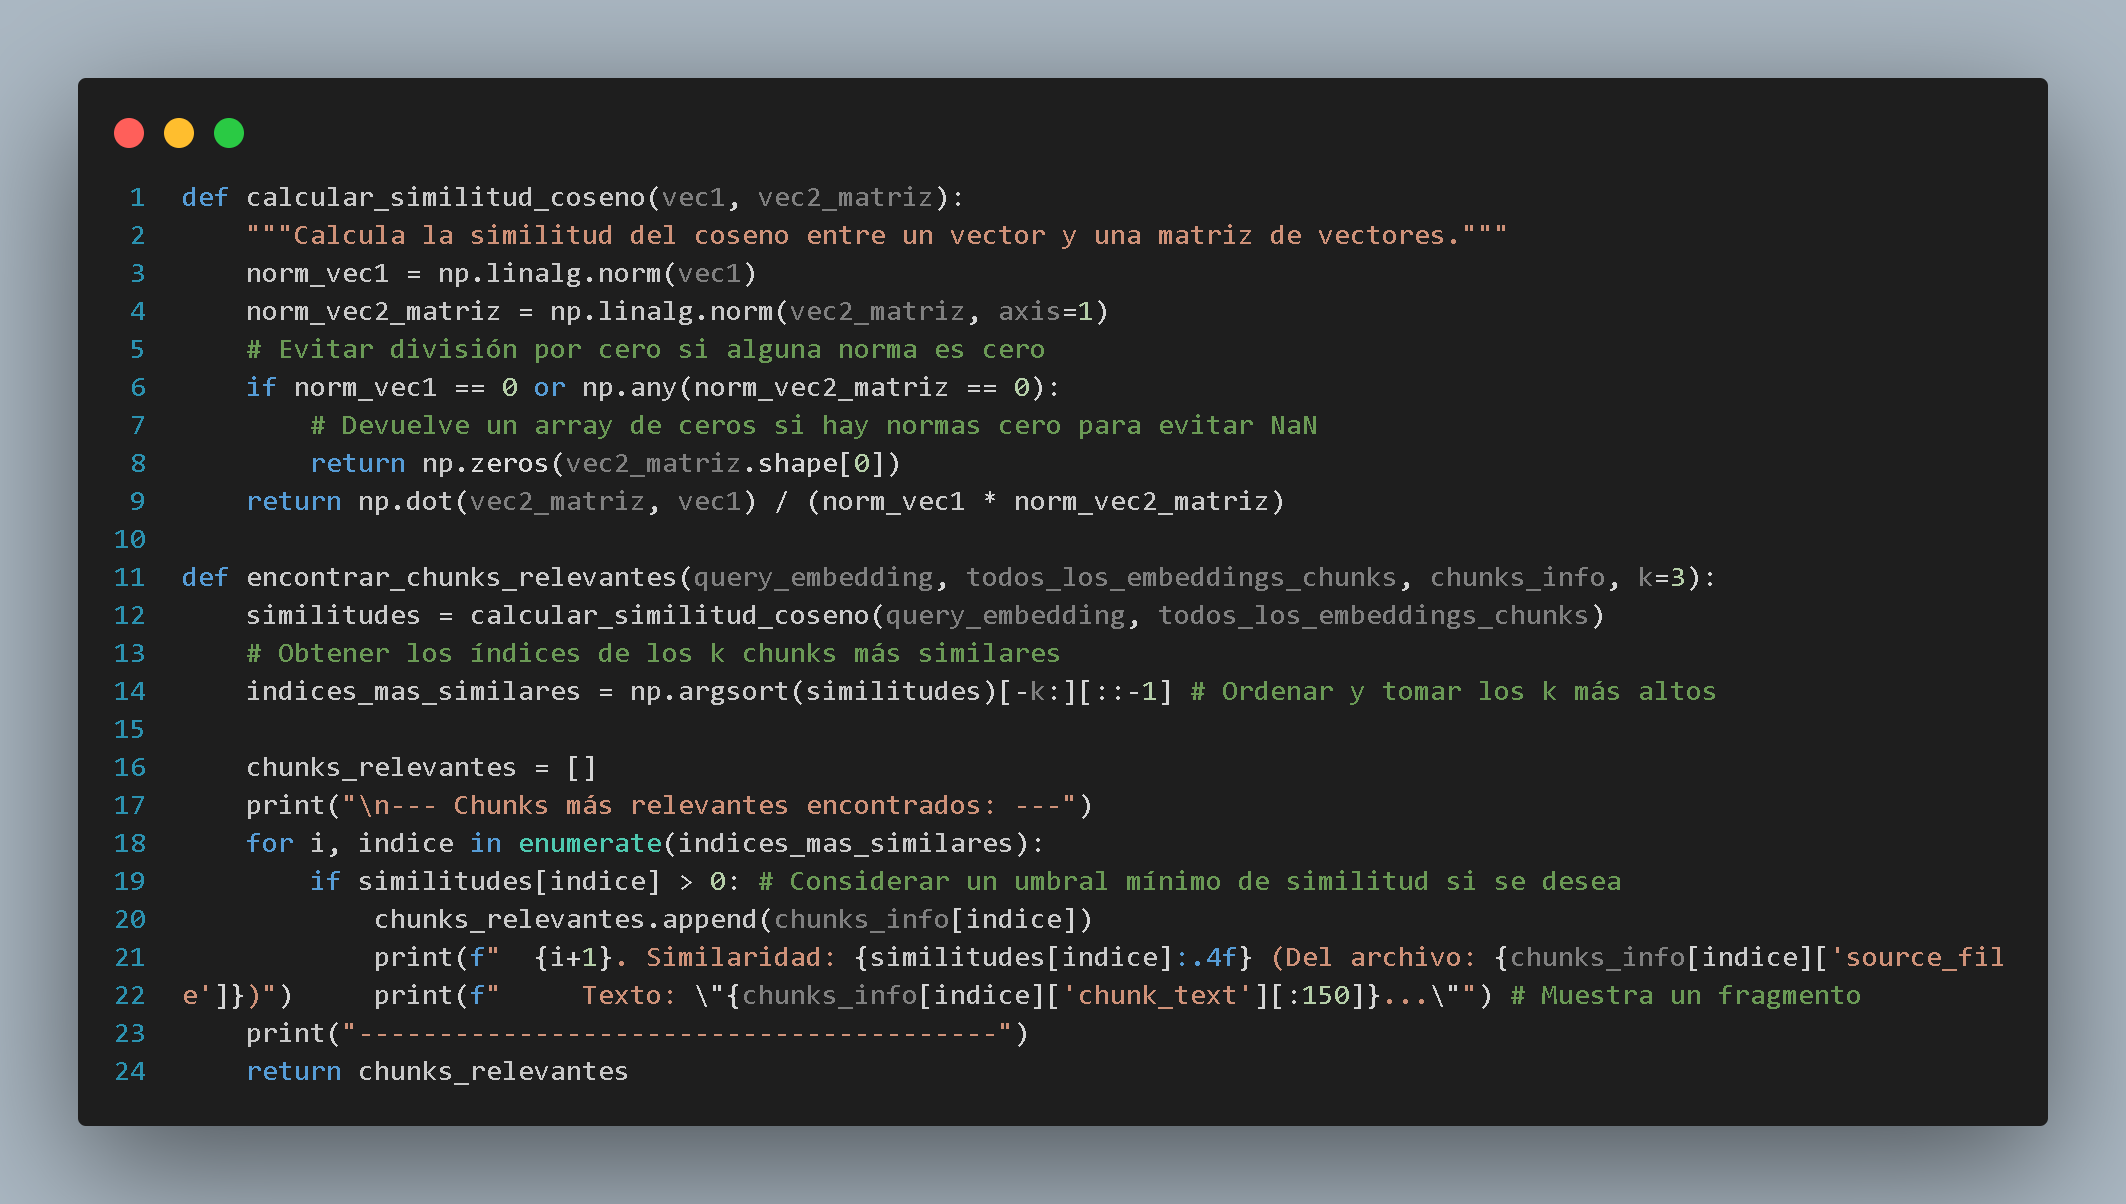 1 def calcular_similitud_coseno(vec1, vec2_matriz):
2     """Calcula la similitud del coseno entre un vector y una matriz de vectores."""
3     norm_vec1 = np.linalg.norm(vec1)
4     norm_vec2_matriz = np.linalg.norm(vec2_matriz, axis=1)
5     # Evitar división por cero si alguna norma es cero
6     if norm_vec1 == 0 or np.any(norm_vec2_matriz == 0):
7         # Devuelve un array de ceros si hay normas cero para evitar NaN
8         return np.zeros(vec2_matriz.shape[0])
9     return np.dot(vec2_matriz, vec1) / (norm_vec1 * norm_vec2_matriz)
10
11 def encontrar_chunks_relevantes(query_embedding, todos_los_embeddings_chunks, chunks_info, k=3):
12     similitudes = calcular_similitud_coseno(query_embedding, todos_los_embeddings_chunks)
13     # Obtener los índices de los k chunks más similares
14     indices_mas_similares = np.argsort(similitudes)[-k:][::-1] # Ordenar y tomar los k más altos
15
16     chunks_relevantes = []
17     print("\n--- Chunks más relevantes encontrados: ---")
18     for i, indice in enumerate(indices_mas_similares):
19         if similitudes[indice] > 0: # Considerar un umbral mínimo de similitud si se desea
20             chunks_relevantes.append(chunks_info[indice])
21             print(f"  {i+1}. Similaridad: {similitudes[indice]:.4f} (Del archivo: {chunks_info[indice]['source_fil
22 e']})")     print(f"     Texto: \"{chunks_info[indice]['chunk_text'][:150]}...\"") # Muestra un fragmento
23     print("----------------------------------------")
24     return chunks_relevantes